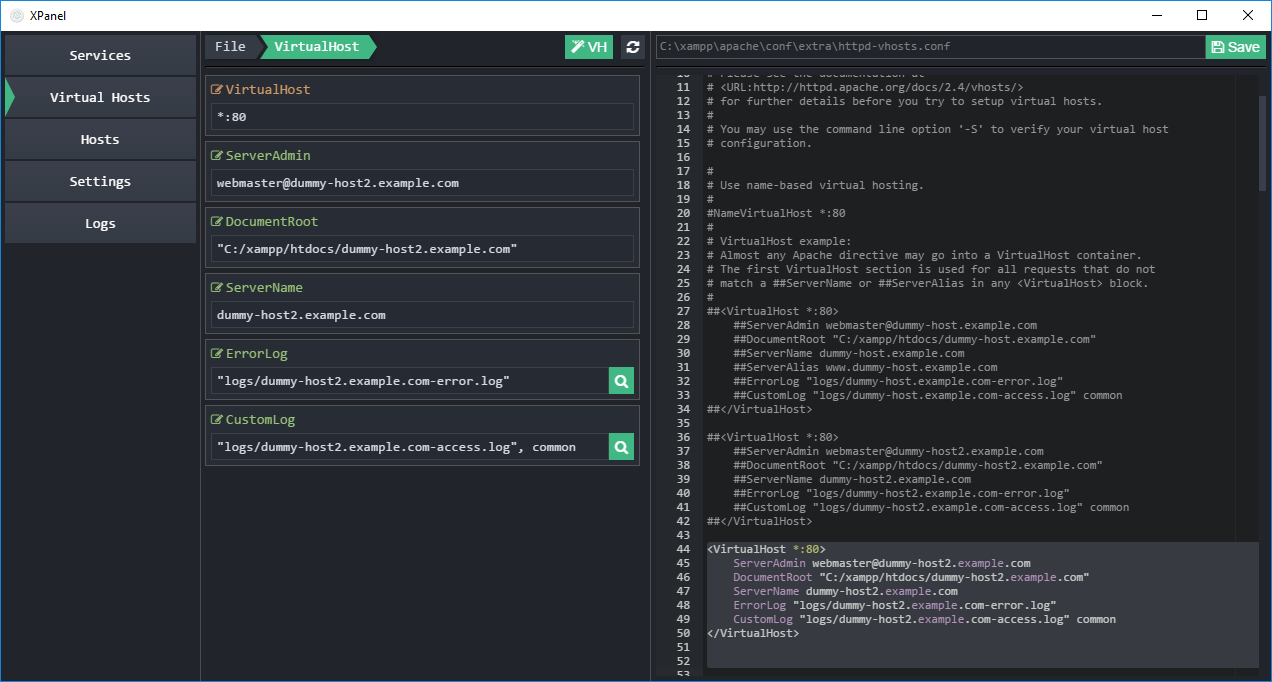 XPanel
Services
Virtual Hosts
Hosts
Settings
Logs
File VirtualHost VH
VirtualHost
*:80
ServerAdmin
webmaster@dummy-host2.example.com
DocumentRoot
"C:/xampp/htdocs/dummy-host2.example.com"
ServerName
dummy-host2.example.com
ErrorLog
"logs/dummy-host2.example.com-error.log"
CustomLog
"logs/dummy-host2.example.com-access.log", common
C:\xampp\apache\conf\extra\httpd-vhosts.conf Save
10 # Please see the documentation at
11 # <URL:http://httpd.apache.org/docs/2.4/vhosts/>
12 # for further details before you try to setup virtual hosts.
13 #
14 # You may use the command line option '-S' to verify your virtual host
15 # configuration.
16
17 #
18 # Use name-based virtual hosting.
19 #
20 #NameVirtualHost *:80
21 #
22 # VirtualHost example:
23 # Almost any Apache directive may go into a VirtualHost container.
24 # The first VirtualHost section is used for all requests that do not
25 # match a ##ServerName or ##ServerAlias in any <VirtualHost> block.
26 #
27 ##<VirtualHost *:80>
28 ##ServerAdmin webmaster@dummy-host.example.com
29 ##DocumentRoot "C:/xampp/htdocs/dummy-host.example.com"
30 ##ServerName dummy-host.example.com
31 ##ServerAlias www.dummy-host.example.com
32 ##ErrorLog "logs/dummy-host.example.com-error.log"
33 ##CustomLog "logs/dummy-host.example.com-access.log" common
34 ##</VirtualHost>
35
36 ##<VirtualHost *:80>
37 ##ServerAdmin webmaster@dummy-host2.example.com
38 ##DocumentRoot "C:/xampp/htdocs/dummy-host2.example.com"
39 ##ServerName dummy-host2.example.com
40 ##ErrorLog "logs/dummy-host2.example.com-error.log"
41 ##CustomLog "logs/dummy-host2.example.com-access.log" common
42 ##</VirtualHost>
43
44 <VirtualHost *:80>
45 ServerAdmin webmaster@dummy-host2.example.com
46 DocumentRoot "C:/xampp/htdocs/dummy-host2.example.com"
47 ServerName dummy-host2.example.com
48 ErrorLog "logs/dummy-host2.example.com-error.log"
49 CustomLog "logs/dummy-host2.example.com-access.log" common
50 </VirtualHost>
51
52
53